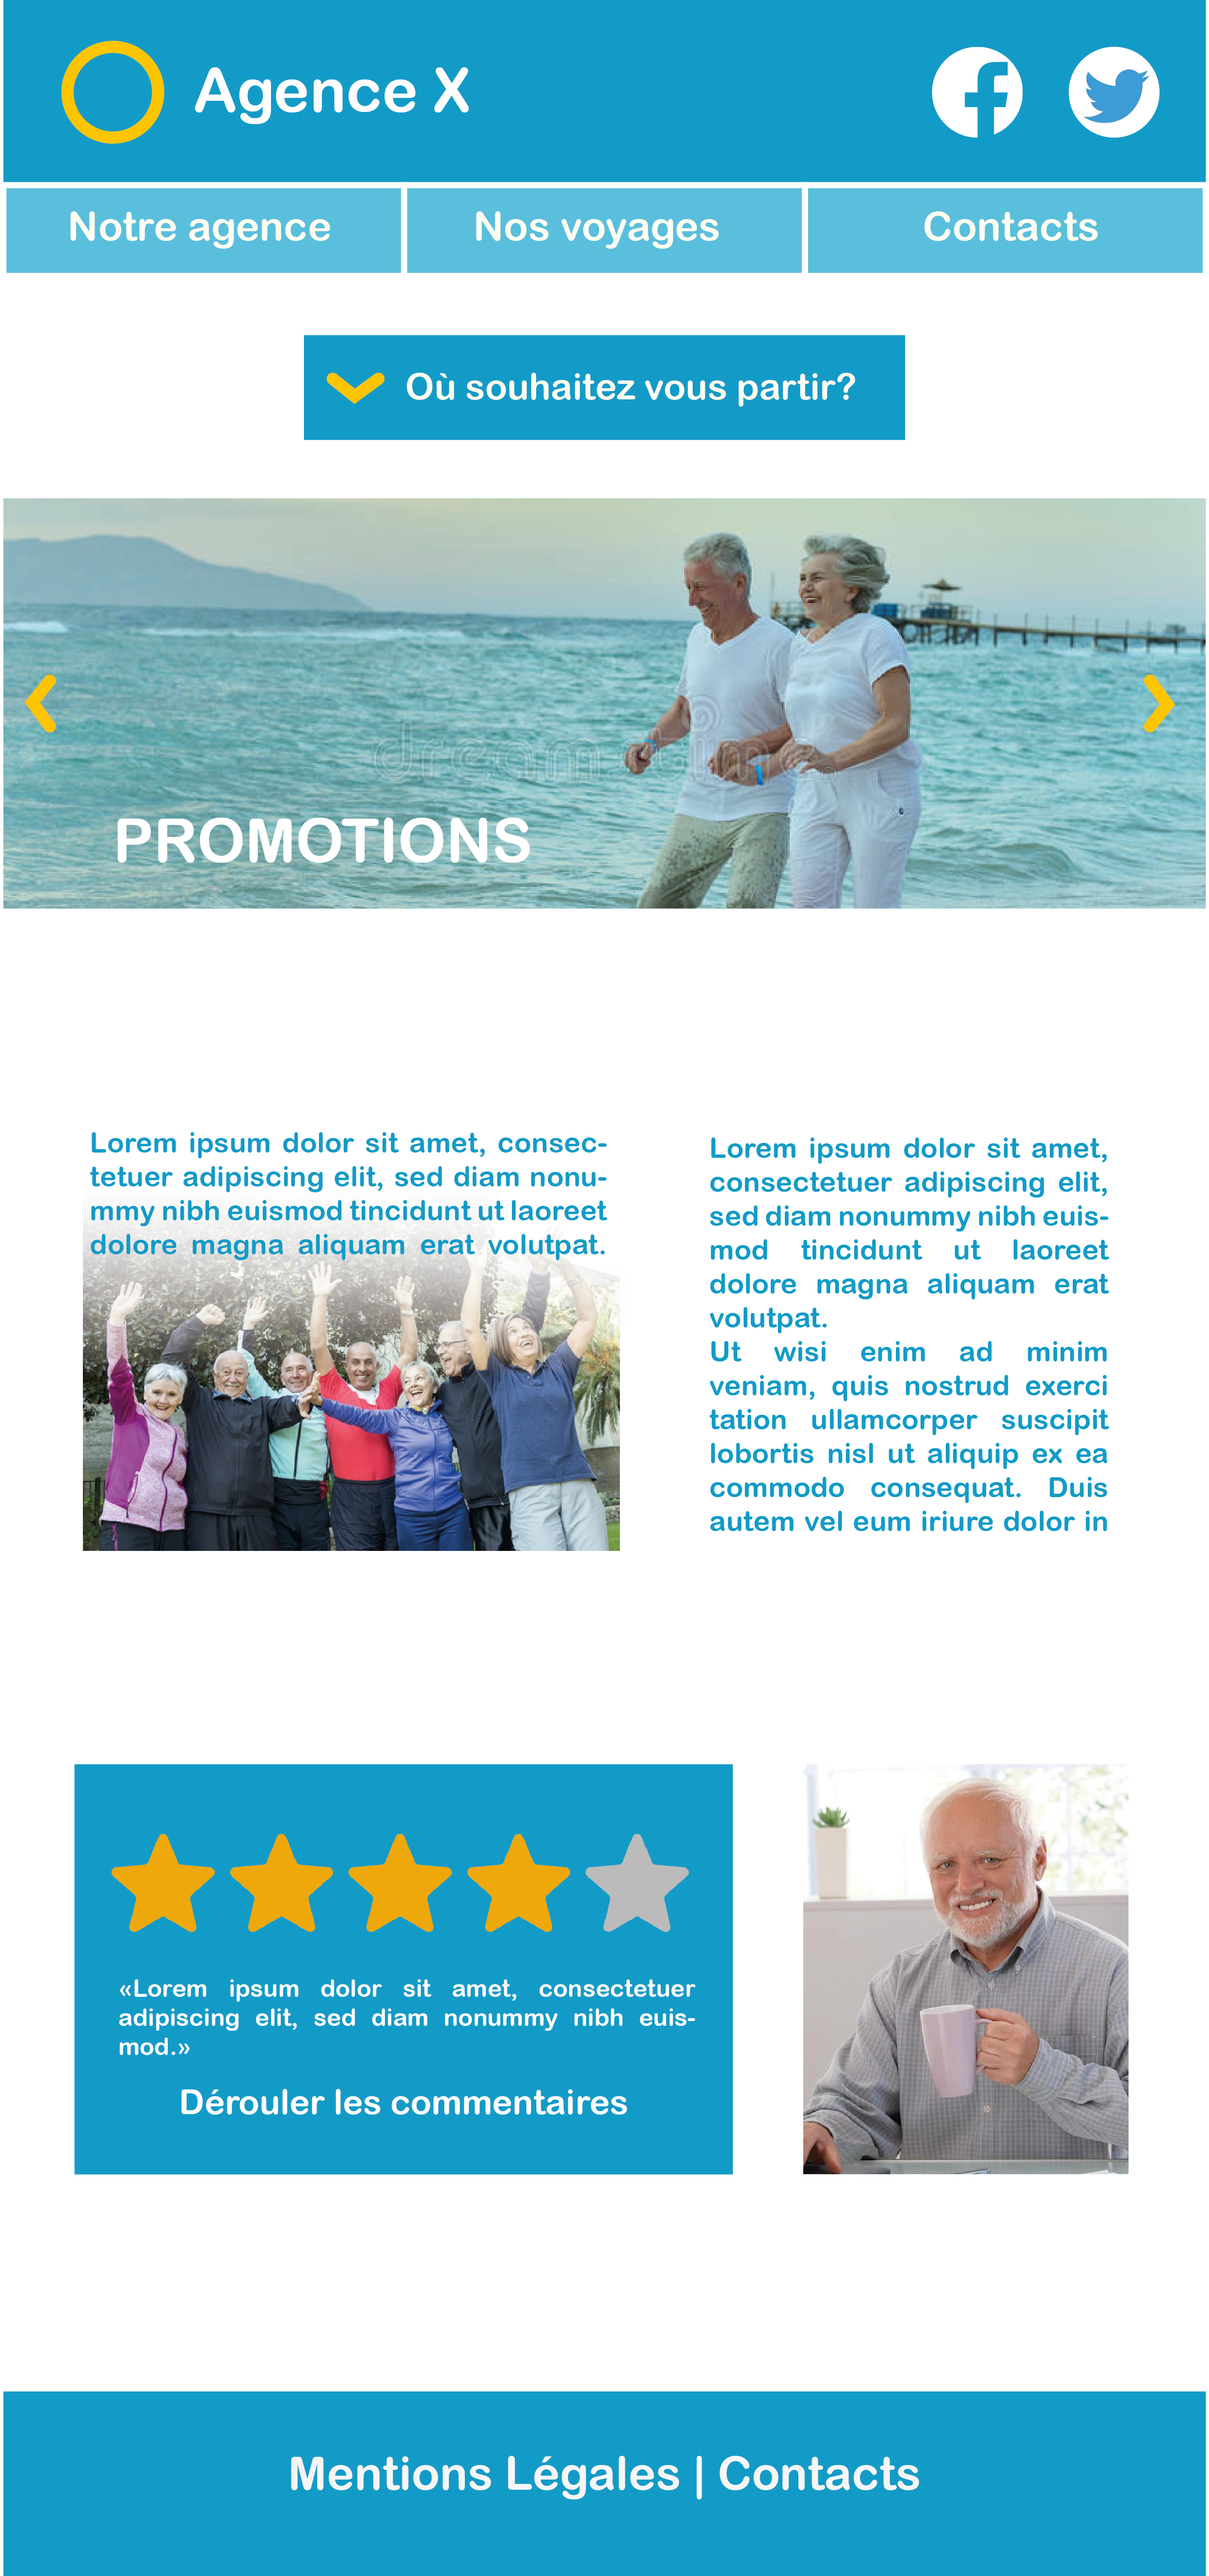 Agence X
Notre agence
Nos voyages
Contacts
Où souhaitez vous partir?
dreamstime
PROMOTIONS
Lorem ipsum dolor sit amet, consec-
tetuer adipiscing elit, sed diam nonu-
mmy nibh euismod tincidunt ut laoreet
dolore magna aliquam erat volutpat.
Lorem ipsum dolor sit amet,
consectetuer adipiscing elit,
sed diam nonummy nibh euis-
mod tincidunt ut laoreet
dolore magna aliquam erat
volutpat.
Ut wisi enim ad minim
veniam, quis nostrud exerci
tation ullamcorper suscipit
lobortis nisl ut aliquip ex ea
commodo consequat. Duis
autem vel eum iriure dolor in
«Lorem ipsum dolor sit amet, consectetuer
adipiscing elit, sed diam nonummy nibh euis-
mod.»
Dérouler les commentaires
Mentions Légales | Contacts